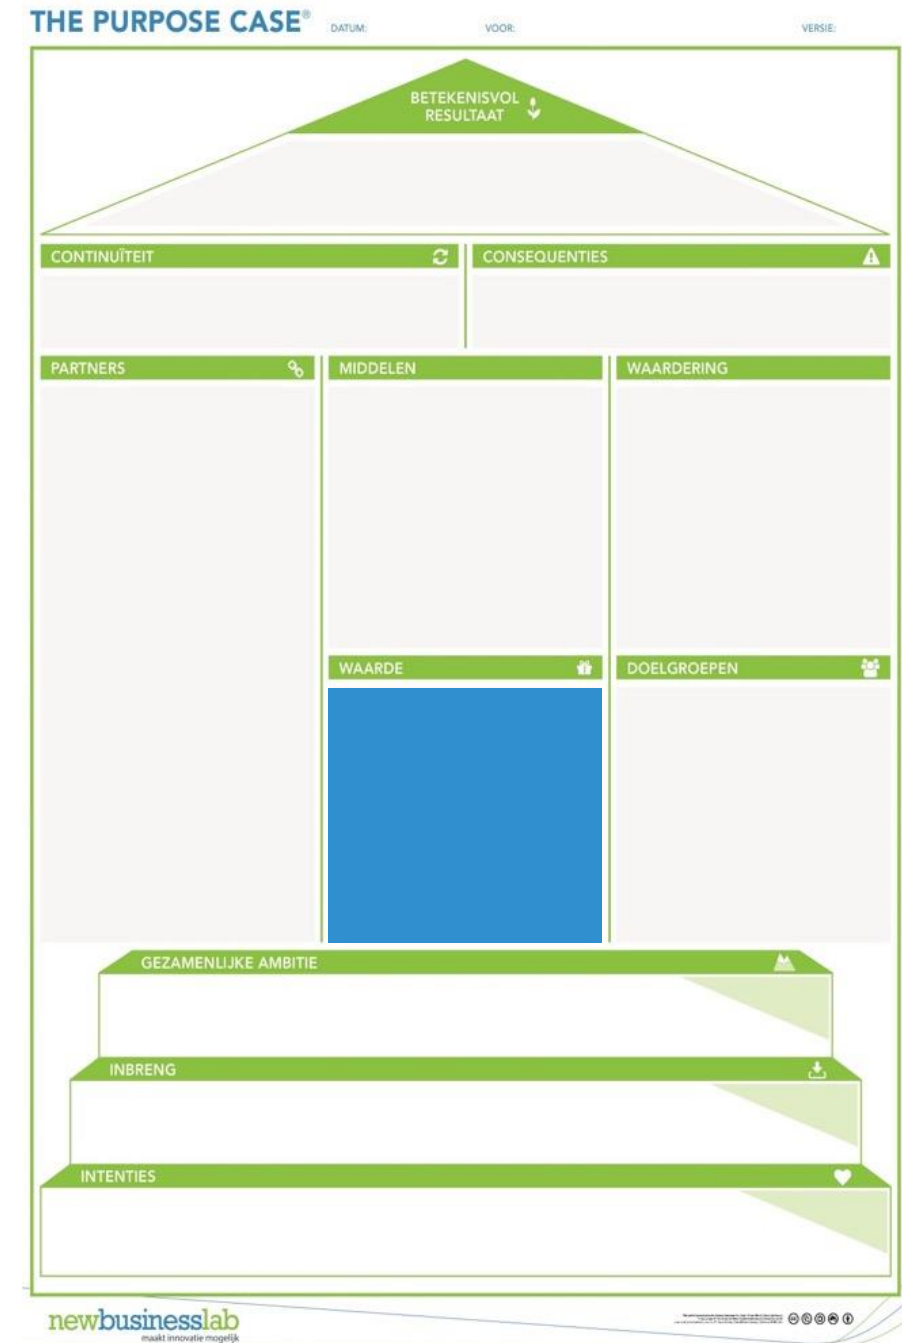 THE PURPOSE CASE®
DATUM:
VOOR:
VERSIE:
BETEKENISVOL
RESULTAAT
CONTINUÏTEIT
CONSEQUENTIES
PARTNERS
MIDDELEN
WAARDERING
WAARDE
DOELGROEPEN
GEZAMENLIJKE AMBITIE
INBRENG
INTENTIES
newbusinesslab
maakt innovatie mogelijk